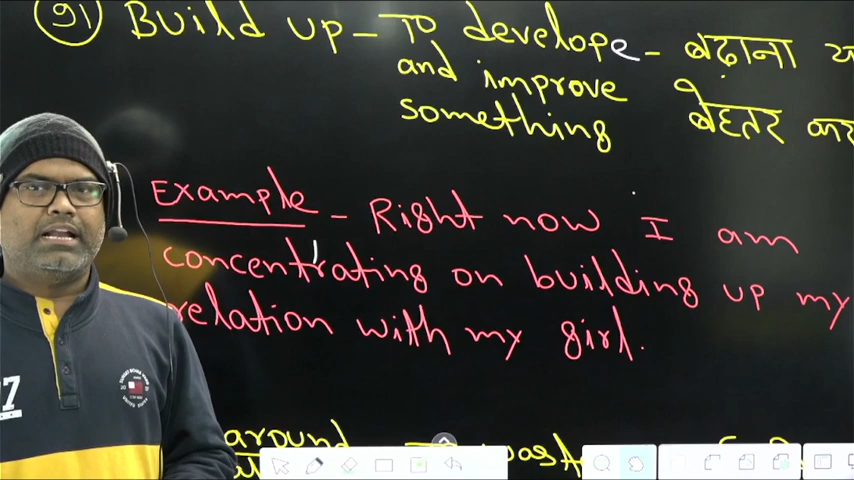 91 Build up - To develope - बढ़ाना
and improve
something बेहतर
Example - Right now I am
concentrating on building up my
relation with my girl.
around